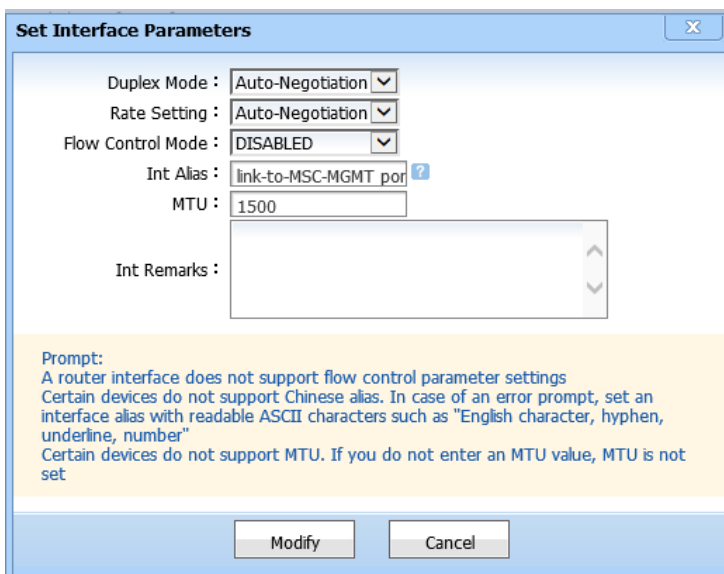 Set Interface Parameters
Duplex Mode: Auto-Negotiation
Rate Setting: Auto-Negotiation
Flow Control Mode: DISABLED
Int Alias: link-to-MSC-MGMT por ?
MTU: 1500
Int Remarks:
Prompt:
A router interface does not support flow control parameter settings
Certain devices do not support Chinese alias. In case of an error prompt, set an
interface alias with readable ASCII characters such as "English character, hyphen,
underline, number"
Certain devices do not support MTU. If you do not enter an MTU value, MTU is not
set
Modify Cancel